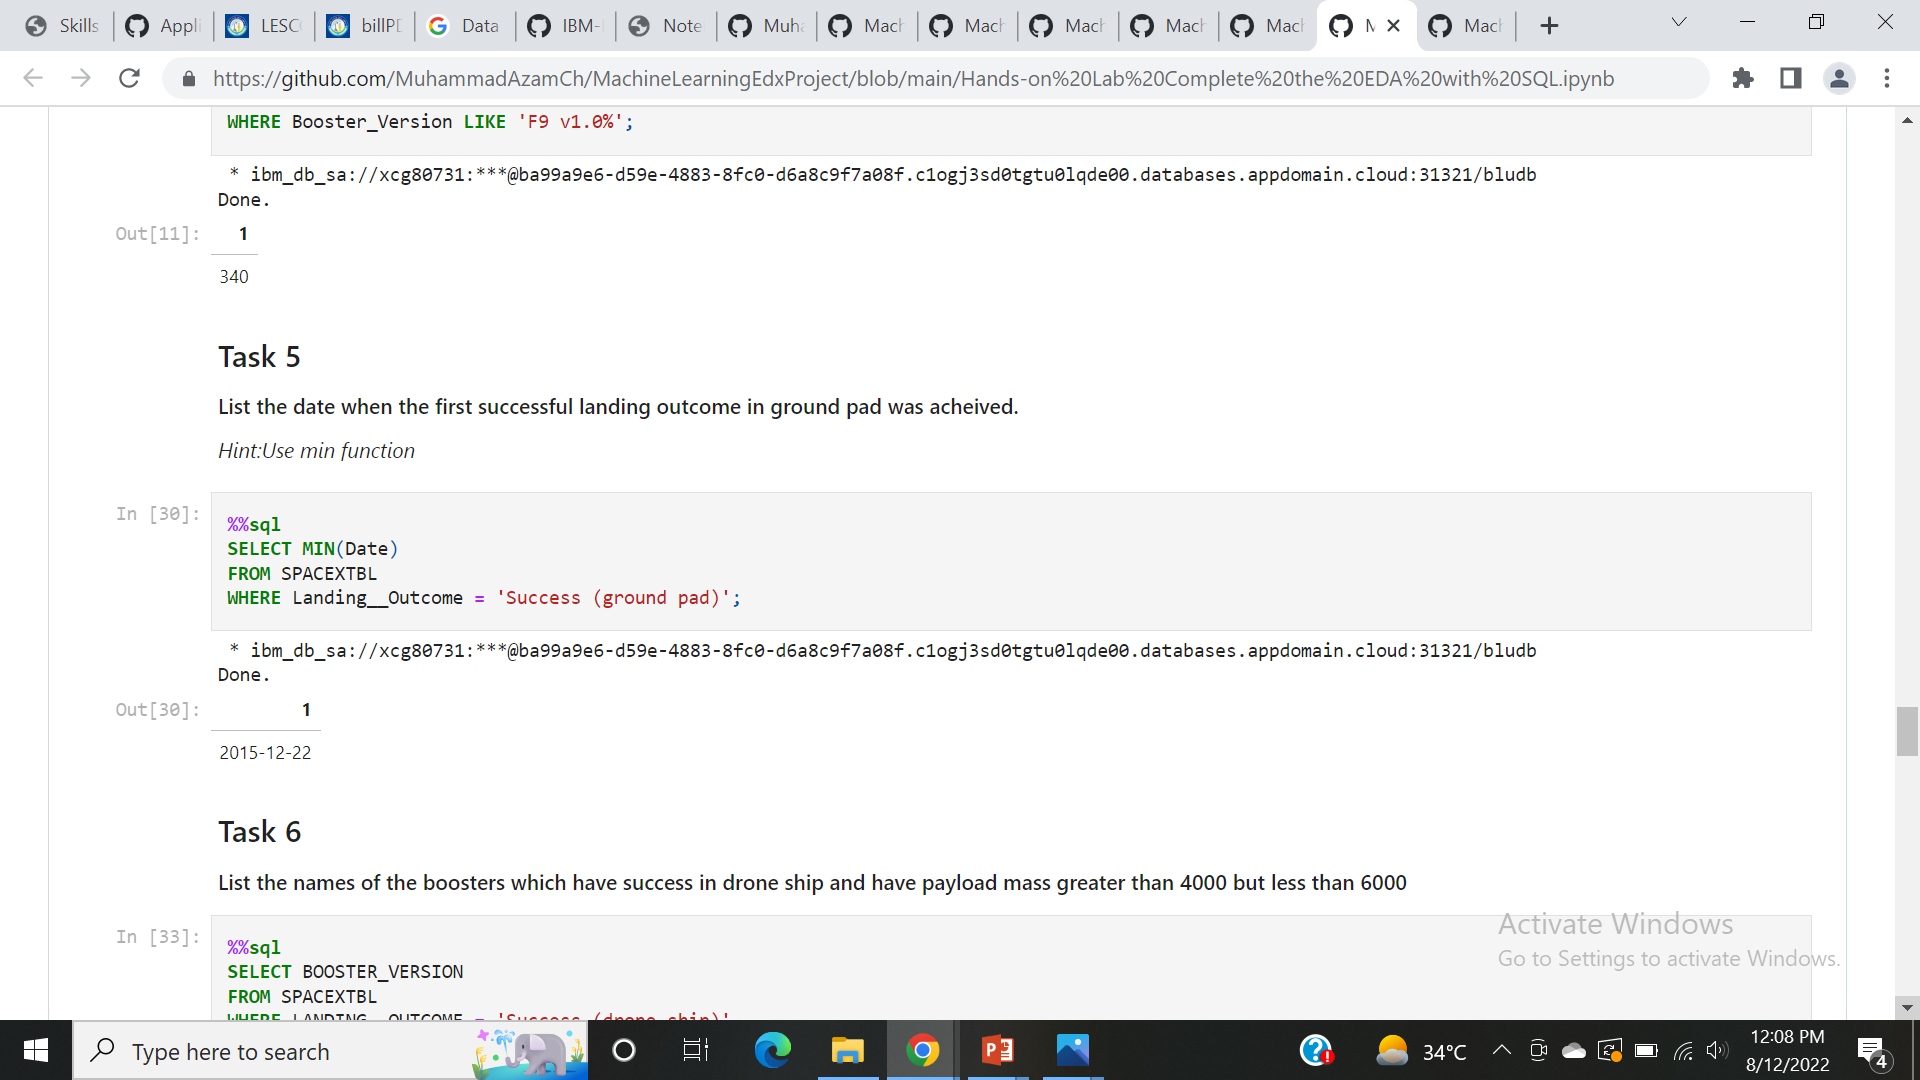 Skills
Appli
LESC
billPD
Data
IBM-
Note
Muha
Mach
Mach
Mach
Mach
Mach
M
Mach
https://github.com/MuhammadAzamCh/MachineLearningEdxProject/blob/main/Hands-on%20Lab%20Complete%20the%20EDA%20with%20SQL.ipynb
WHERE Booster_Version LIKE 'F9 v1.0%';
* ibm_db_sa://xcg80731:***@ba99a9e6-d59e-4883-8fc0-d6a8c9f7a08f.c1ogj3sd0tgtu0lqde00.databases.appdomain.cloud:31321/bludb
Done.
Out[11]: 1
340
Task 5
List the date when the first successful landing outcome in ground pad was acheived.
Hint:Use min function
In [30]:
%%sql
SELECT MIN(Date)
FROM SPACEXTBL
WHERE Landing__Outcome = 'Success (ground pad)';
* ibm_db_sa://xcg80731:***@ba99a9e6-d59e-4883-8fc0-d6a8c9f7a08f.c1ogj3sd0tgtu0lqde00.databases.appdomain.cloud:31321/bludb
Done.
Out[30]: 1
2015-12-22
Task 6
List the names of the boosters which have success in drone ship and have payload mass greater than 4000 but less than 6000
In [33]:
%%sql
SELECT BOOSTER_VERSION
FROM SPACEXTBL
WHERE LANDING__OUTCOME = 'Success (drone ship)'
Activate Windows
Go to Settings to activate Windows.
Type here to search
34°C
12:08 PM
8/12/2022
4